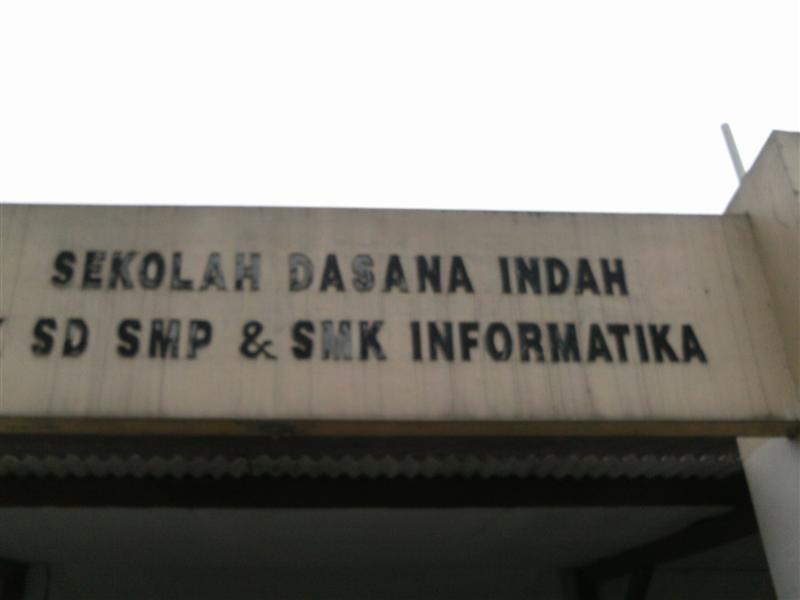 SEKOLAH DASANA INDAH
SD SMP & SMK INFORMATIKA